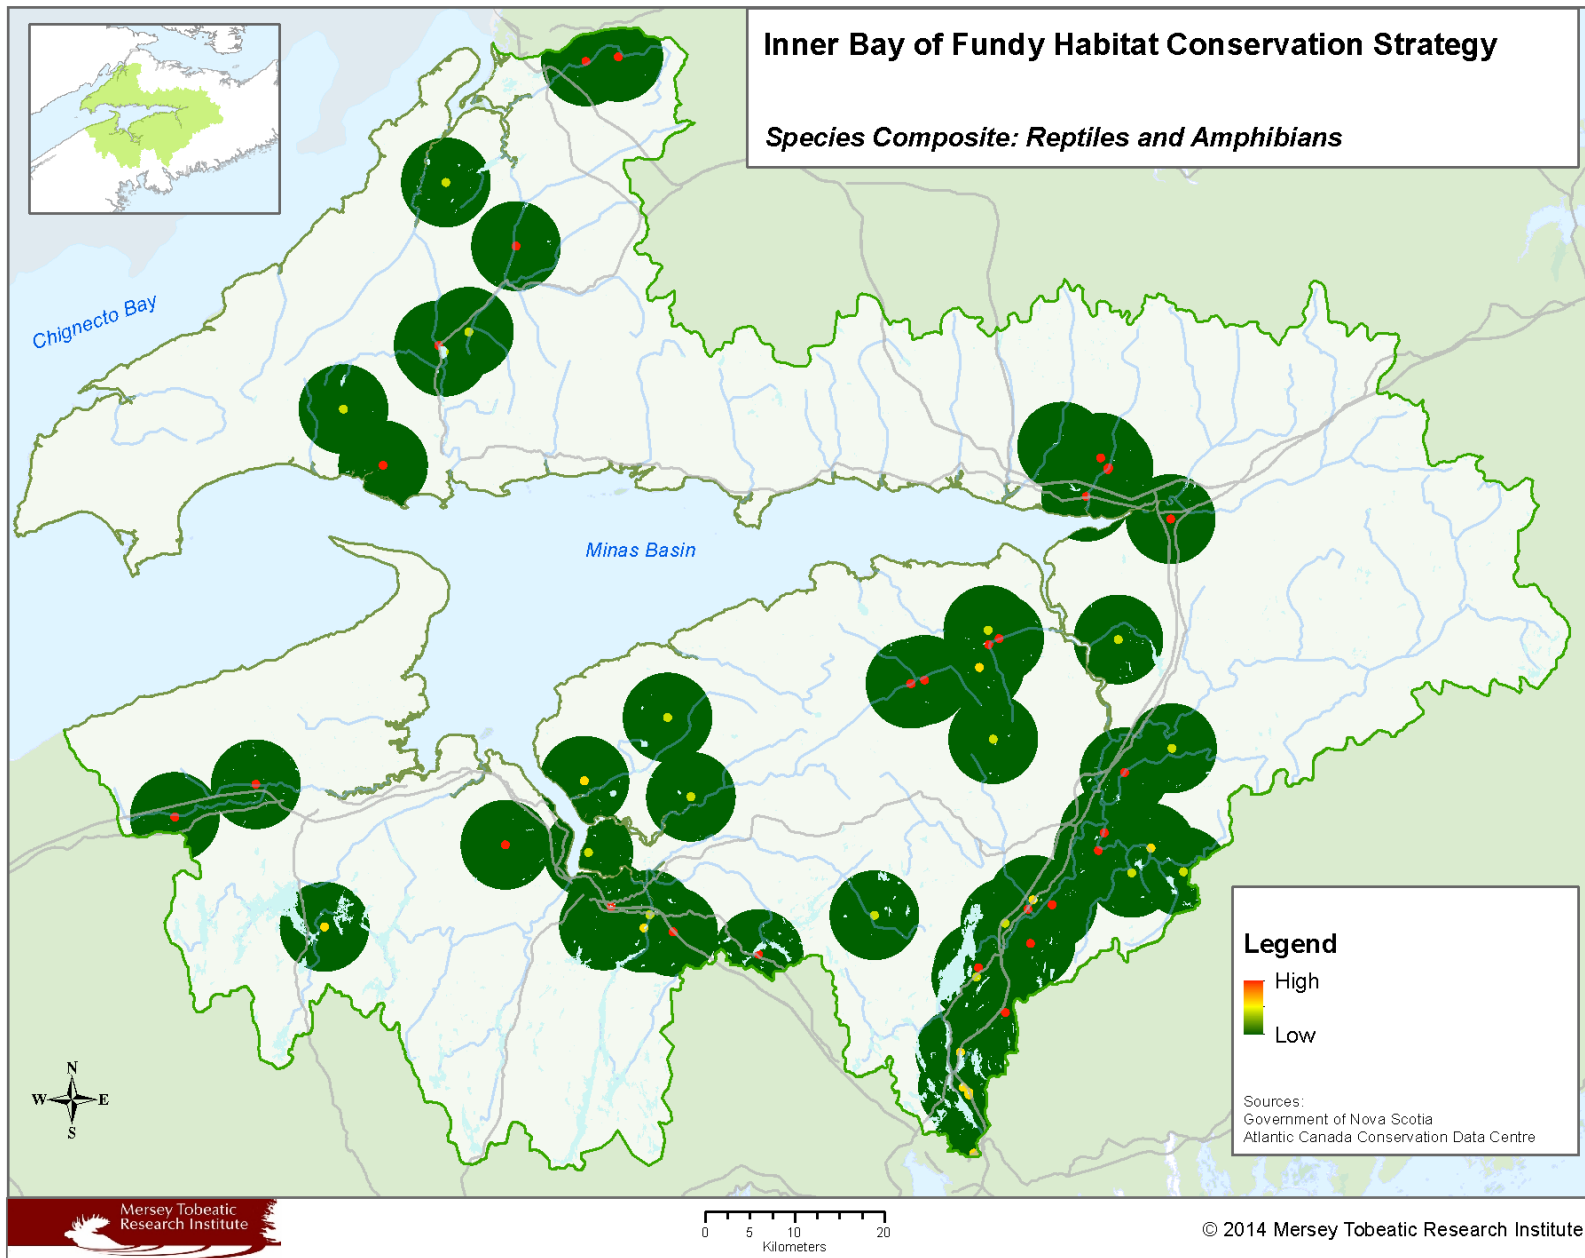 Inner Bay of Fundy Habitat Conservation Strategy
Species Composite: Reptiles and Amphibians
Chignecto Bay
Minas Basin
Legend
High
Low
Sources:
Government of Nova Scotia
Atlantic Canada Conservation Data Centre
N
W E
S
Mersey Tobeatic
Research Institute
0 5 10 20
Kilometers
© 2014 Mersey Tobeatic Research Institute